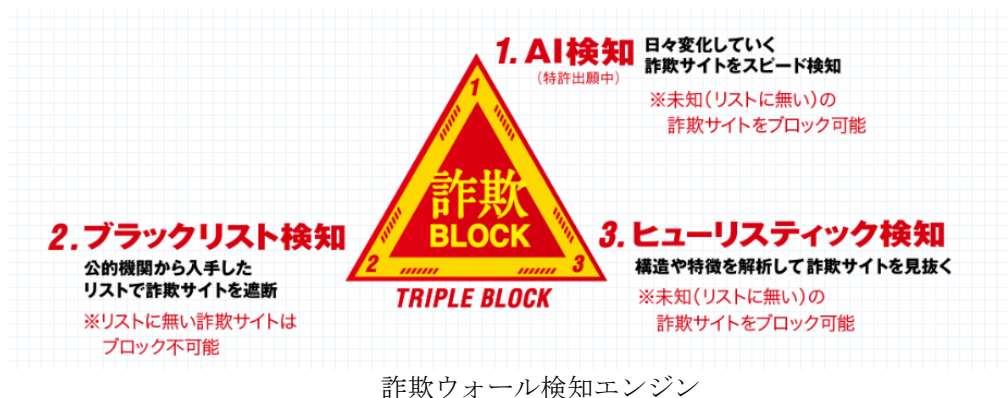 1. AI検知
(特許出願中)
日々変化していく
詐欺サイトをスピード検知
※未知(リストに無い)の
詐欺サイトをブロック可能
1
詐欺
BLOCK
2
3
TRIPLE BLOCK
2. ブラックリスト検知
公的機関から入手した
リストで詐欺サイトを遮断
※リストに無い詐欺サイトは
ブロック不可能
3. ヒューリスティック検知
構造や特徴を解析して詐欺サイトを見抜く
※未知(リストに無い)の
詐欺サイトをブロック可能
詐欺ウォール検知エンジン